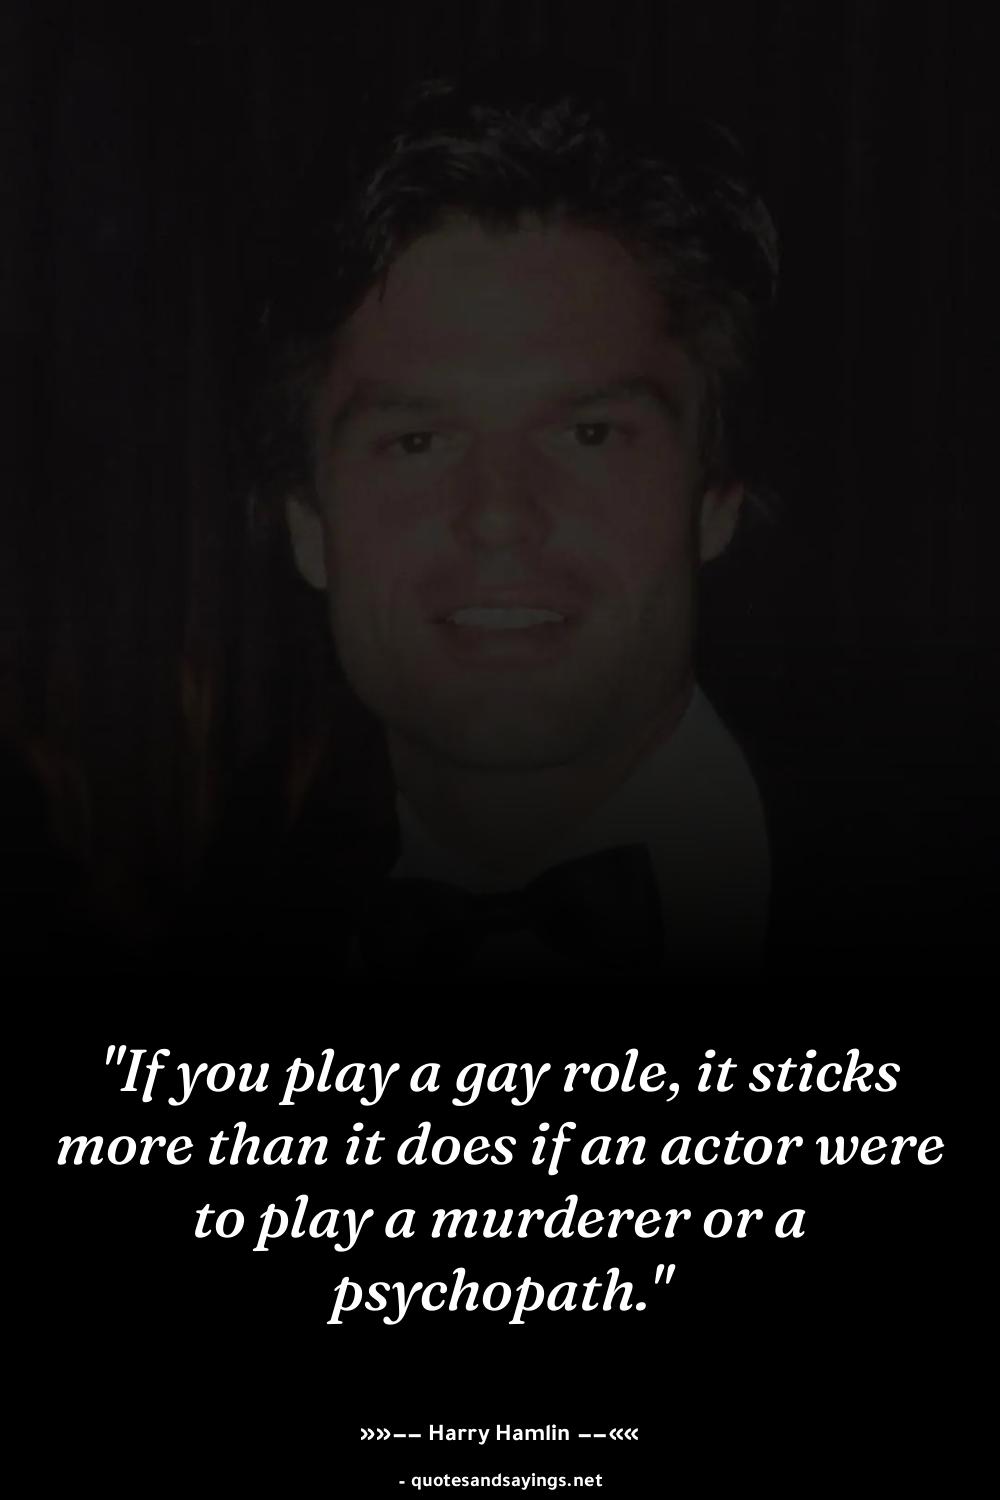 "If you play a gay role, it sticks
more than it does if an actor were
to play a murderer or a
psychopath."
»»−− Harry Hamlin −−««
- quotesandsayings.net